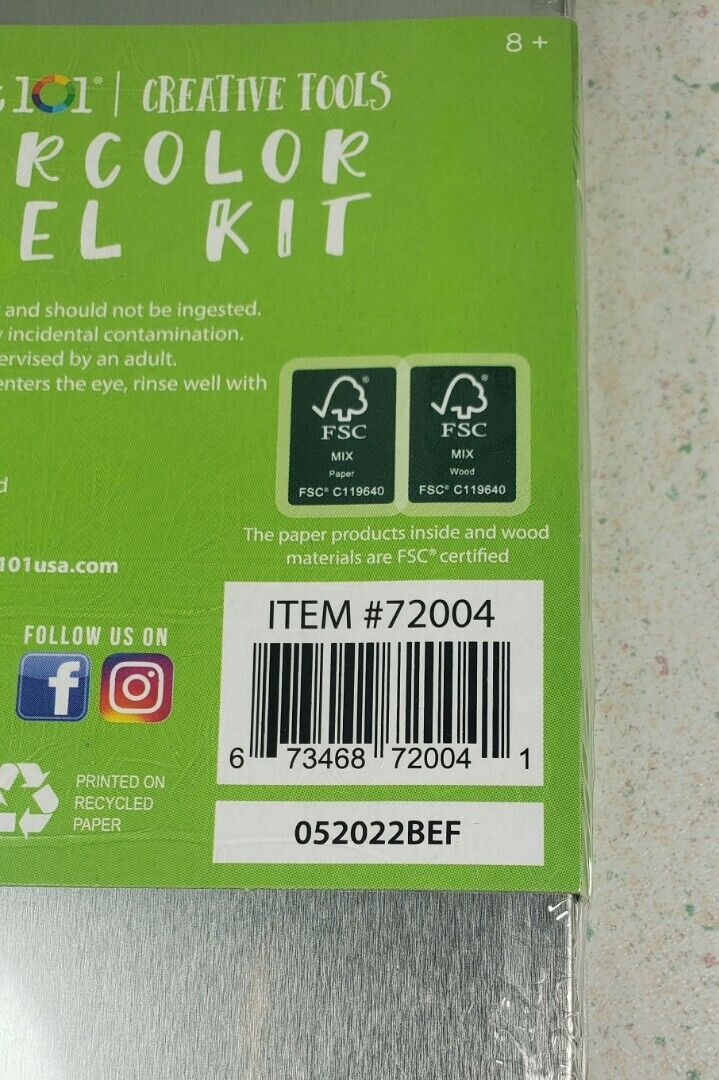 8 +
101® | CREATIVE TOOLS
RCOLOR
EL KIT
and should not be ingested.
incidental contamination.
ervised by an adult.
enters the eye, rinse well with
FSC® FSC®
MIX MIX
Paper Wood
FSC® C119640 FSC® C119640
The paper products inside and wood
materials are FSC® certified
101usa.com
ITEM #72004
FOLLOW US ON
6 73468 72004 1
PRINTED ON
RECYCLED
PAPER
052022BEF